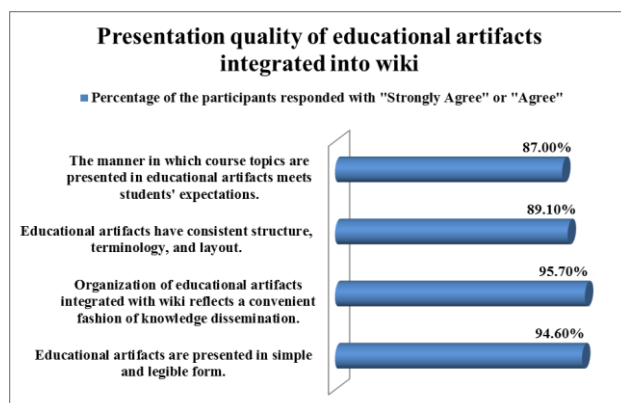 Presentation quality of educational artifacts
integrated into wiki
Percentage of the participants responded with "Strongly Agree" or "Agree"
87.00%
The manner in which course topics are
presented in educational artifacts meets
students' expectations.
89.10%
Educational artifacts have consistent structure,
terminology, and layout.
95.70%
Organization of educational artifacts
integrated with wiki reflects a convenient
fashion of knowledge dissemination.
94.60%
Educational artifacts are presented in simple
and legible form.